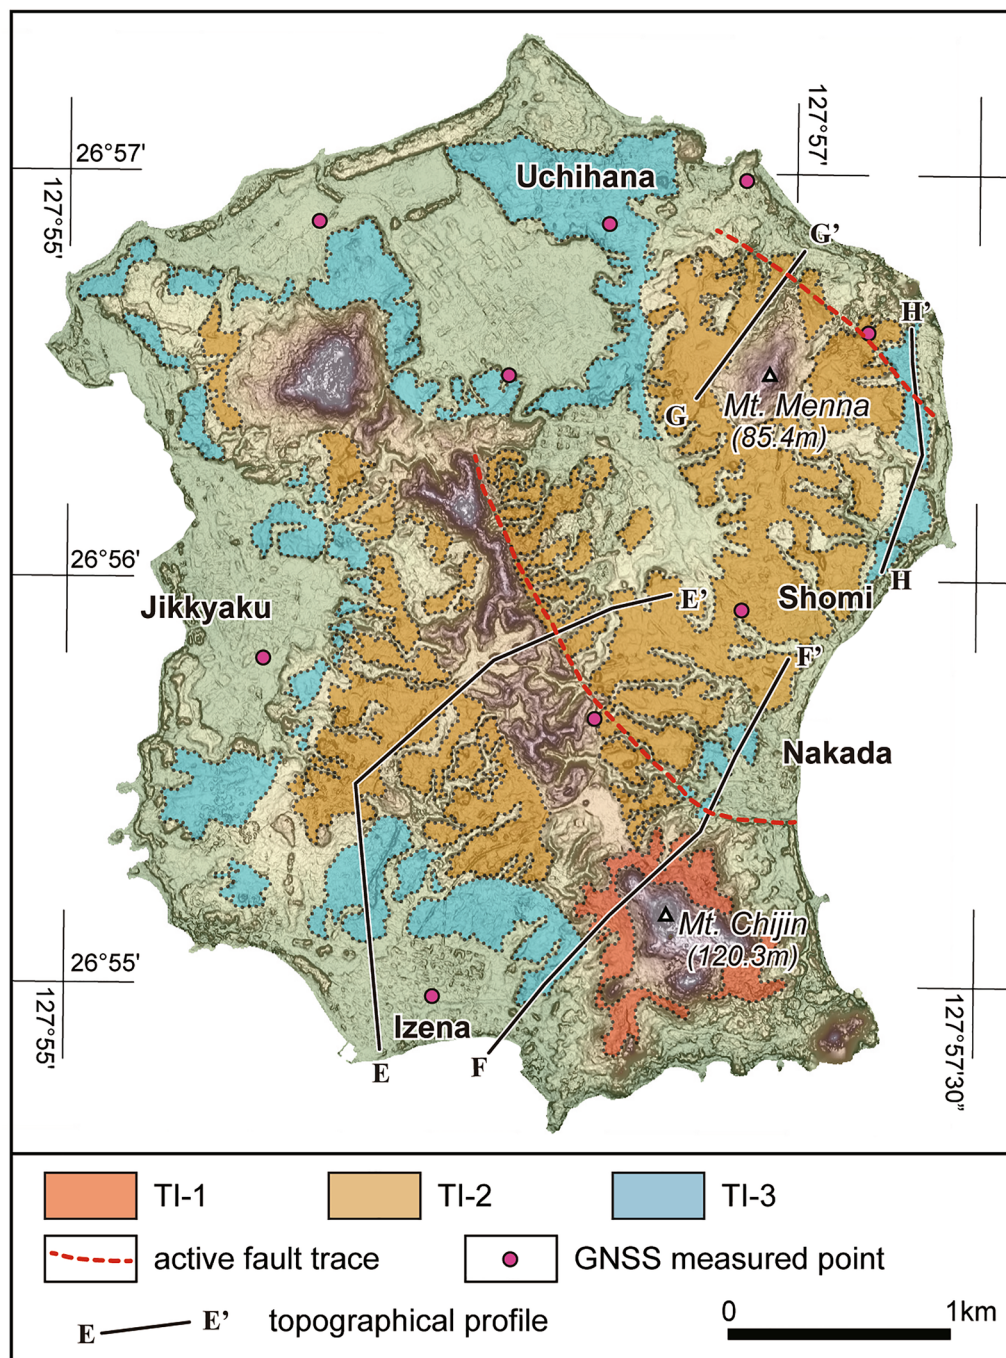 127°57'
26°57'
127°55'
Uchihana
G’
H’
G
Mt. Menna
(85.4m)
26°56'
Jikkyaku
E’
Shomi
H
F’
Nakada
Mt. Chijin
(120.3m)
26°55'
127°55'
Izena
E
F
127°57'30”
TI-1
TI-2
TI-3
active fault trace
GNSS measured point
E
E’
topographical profile
0
1km